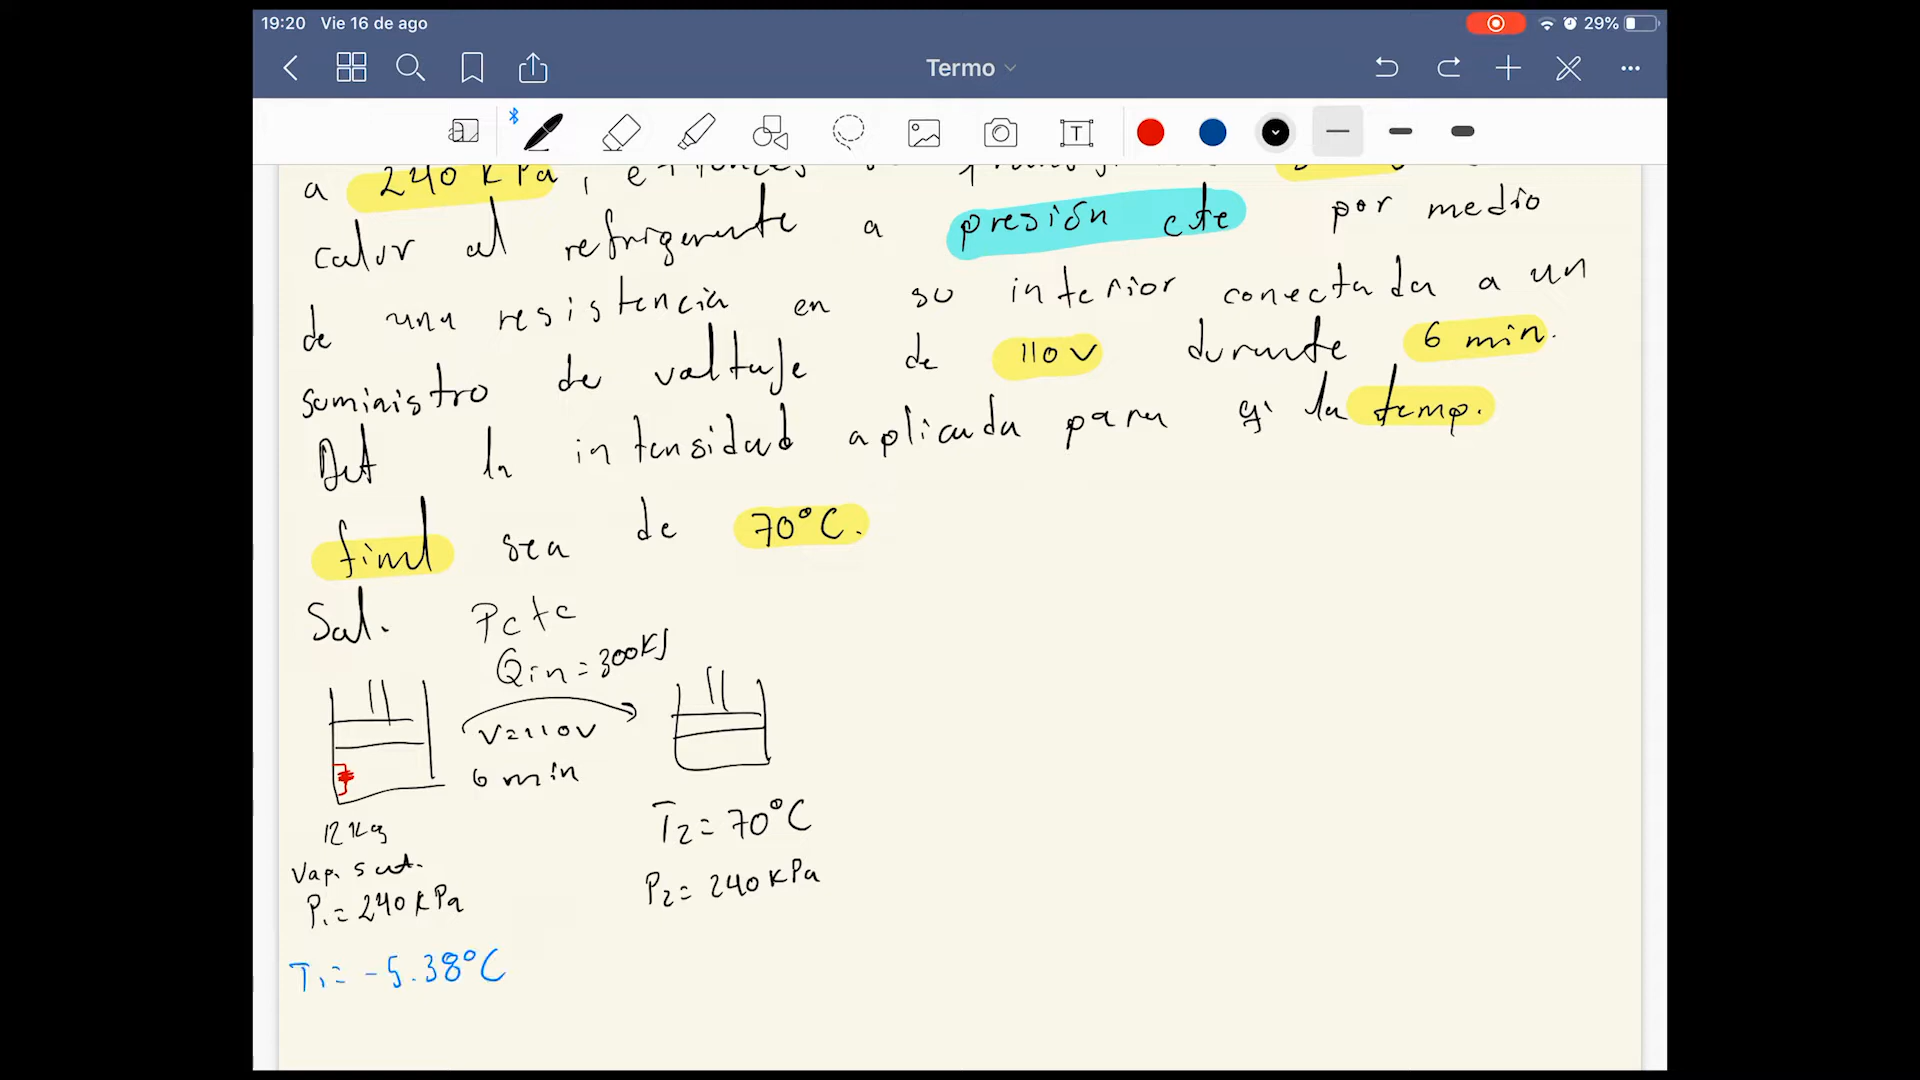 19:20 Vie 16 de ago 29%
Termo
T
a 240 kPa,
calor al refrigerante a presión cte por medio
de una resistencia en su interior conectada a un
suministro de voltaje de 110 V durante 6 min.
Det la intensidad aplicada para q' la temp.
final sea de 70°C.
Sol. P cte
Qin = 300 KJ
V=110V
6 min
12 kg
Vap. sat.
P1 = 240 kPa
T1 = -5.38°C
T2 = 70°C
P2 = 240 kPa